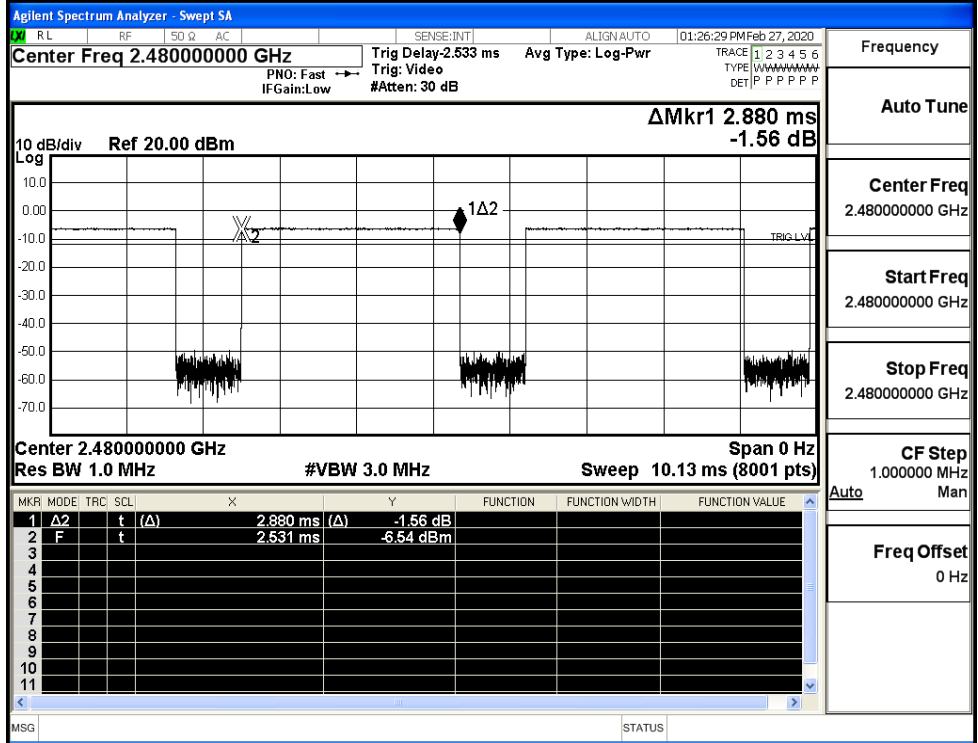 Agilent Spectrum Analyzer - Swept SA
LXI RL RF 50 Ω AC SENSE:INT ALIGNAUTO 01:26:29 PMFeb 27, 2020
Center Freq 2.480000000 GHz Trig Delay-2.533 ms Avg Type: Log-Pwr TRACE 1 2 3 4 5 6
PNO: Fast Trig: Video TYPE WWWWWW
IFGain:Low #Atten: 30 dB DET P P P P P P
Frequency
Auto Tune
ΔMkr1 2.880 ms
10 dB/div Ref 20.00 dBm -1.56 dB
Log
10.0
0.00
-10.0
-20.0
-30.0
-40.0
-50.0
-60.0
-70.0
1Δ2
2
TRIG LVL
Center 2.480000000 GHz Span 0 Hz
Res BW 1.0 MHz #VBW 3.0 MHz Sweep 10.13 ms (8001 pts)
MKR MODE TRC SCL X Y FUNCTION FUNCTION WIDTH FUNCTION VALUE
1 Δ2 t (Δ) 2.880 ms (Δ) -1.56 dB
2 F t 2.531 ms -6.54 dBm
3
4
5
6
7
8
9
10
11
Center Freq
2.480000000 GHz
Start Freq
2.480000000 GHz
Stop Freq
2.480000000 GHz
CF Step
1.000000 MHz
Auto Man
Freq Offset
0 Hz
MSG STATUS